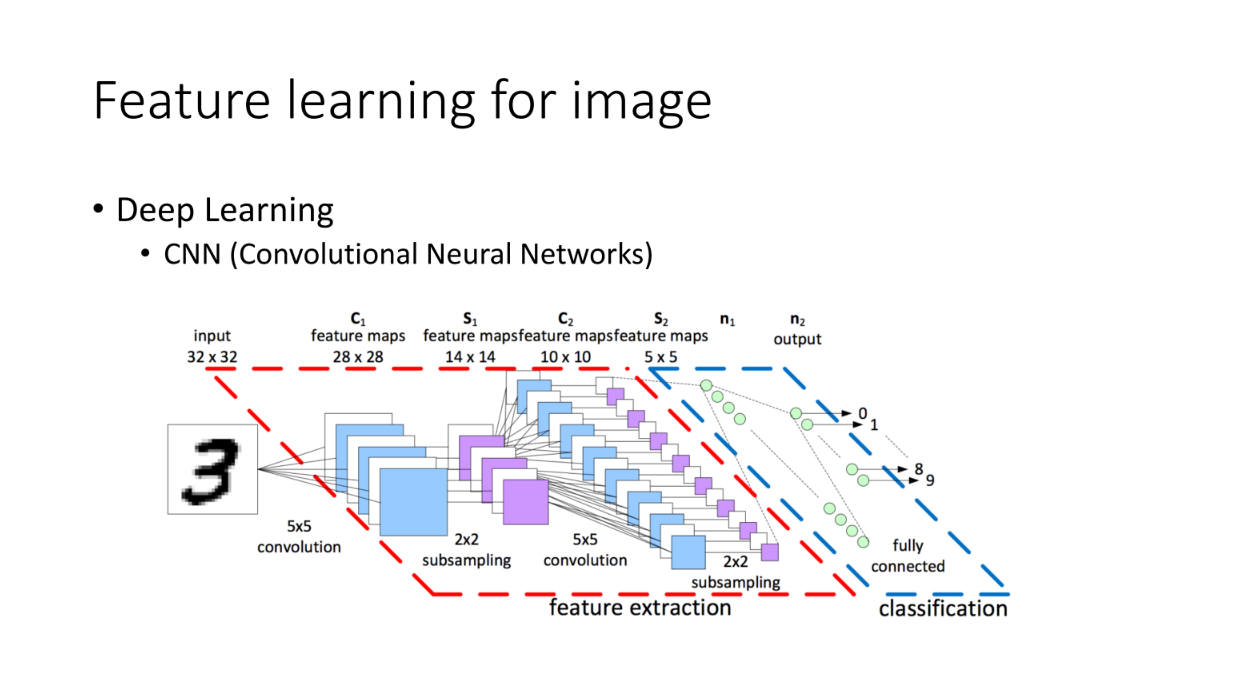 Feature learning for image
• Deep Learning
• CNN (Convolutional Neural Networks)
input
32 x 32
C1
feature maps
28 x 28
S1
feature maps
14 x 14
C2
feature maps
10 x 10
S2
feature maps
5 x 5
n1
n2
output
3
0
1
8
9
5x5
convolution
2x2
subsampling
5x5
convolution
2x2
subsampling
fully
connected
feature extraction
classification